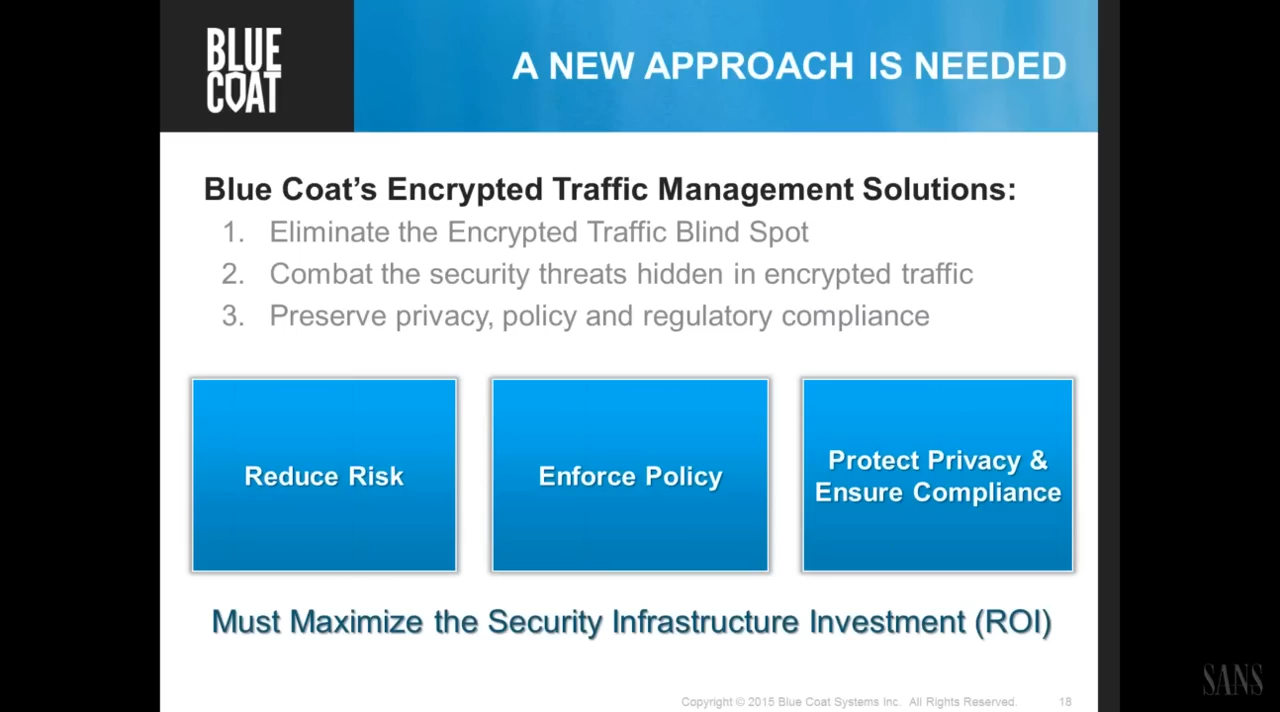 BLUE
COAT
A NEW APPROACH IS NEEDED
Blue Coat’s Encrypted Traffic Management Solutions:
1. Eliminate the Encrypted Traffic Blind Spot
2. Combat the security threats hidden in encrypted traffic
3. Preserve privacy, policy and regulatory compliance
Reduce Risk
Enforce Policy
Protect Privacy &
Ensure Compliance
Must Maximize the Security Infrastructure Investment (ROI)
Copyright © 2015 Blue Coat Systems Inc. All Rights Reserved. 18
SANS